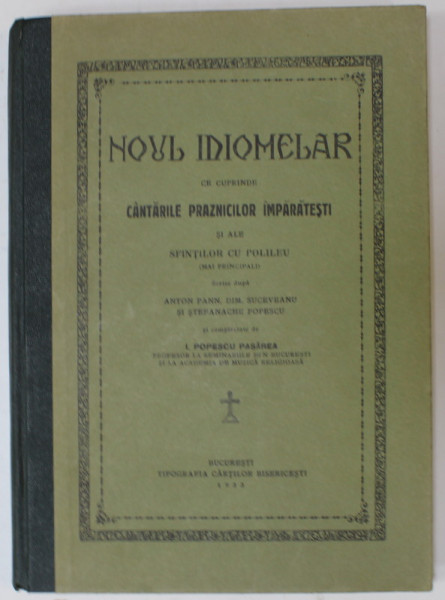 NOUL IDIOMELAR
CE CUPRINDE
CÂNTĂRILE PRAZNICILOR ÎMPĂRĂTEȘTI
ȘI ALE
SFINȚILOR CU POLILEU
(MAI PRINCIPALI)
după
ANTON PANN, DIM. SUCEVEANU
ȘI ȘTEFANACHE POPESCU
și de
I. POPESCU PASĂREA
PROFESOR LA SEMINARIILE DIN BUCUREȘTI
ȘI LA ACADEMIA DE MUZICĂ RELIGIOASĂ
BUCUREȘTI
TIPOGRAFIA CĂRȚILOR BISERICEȘTI